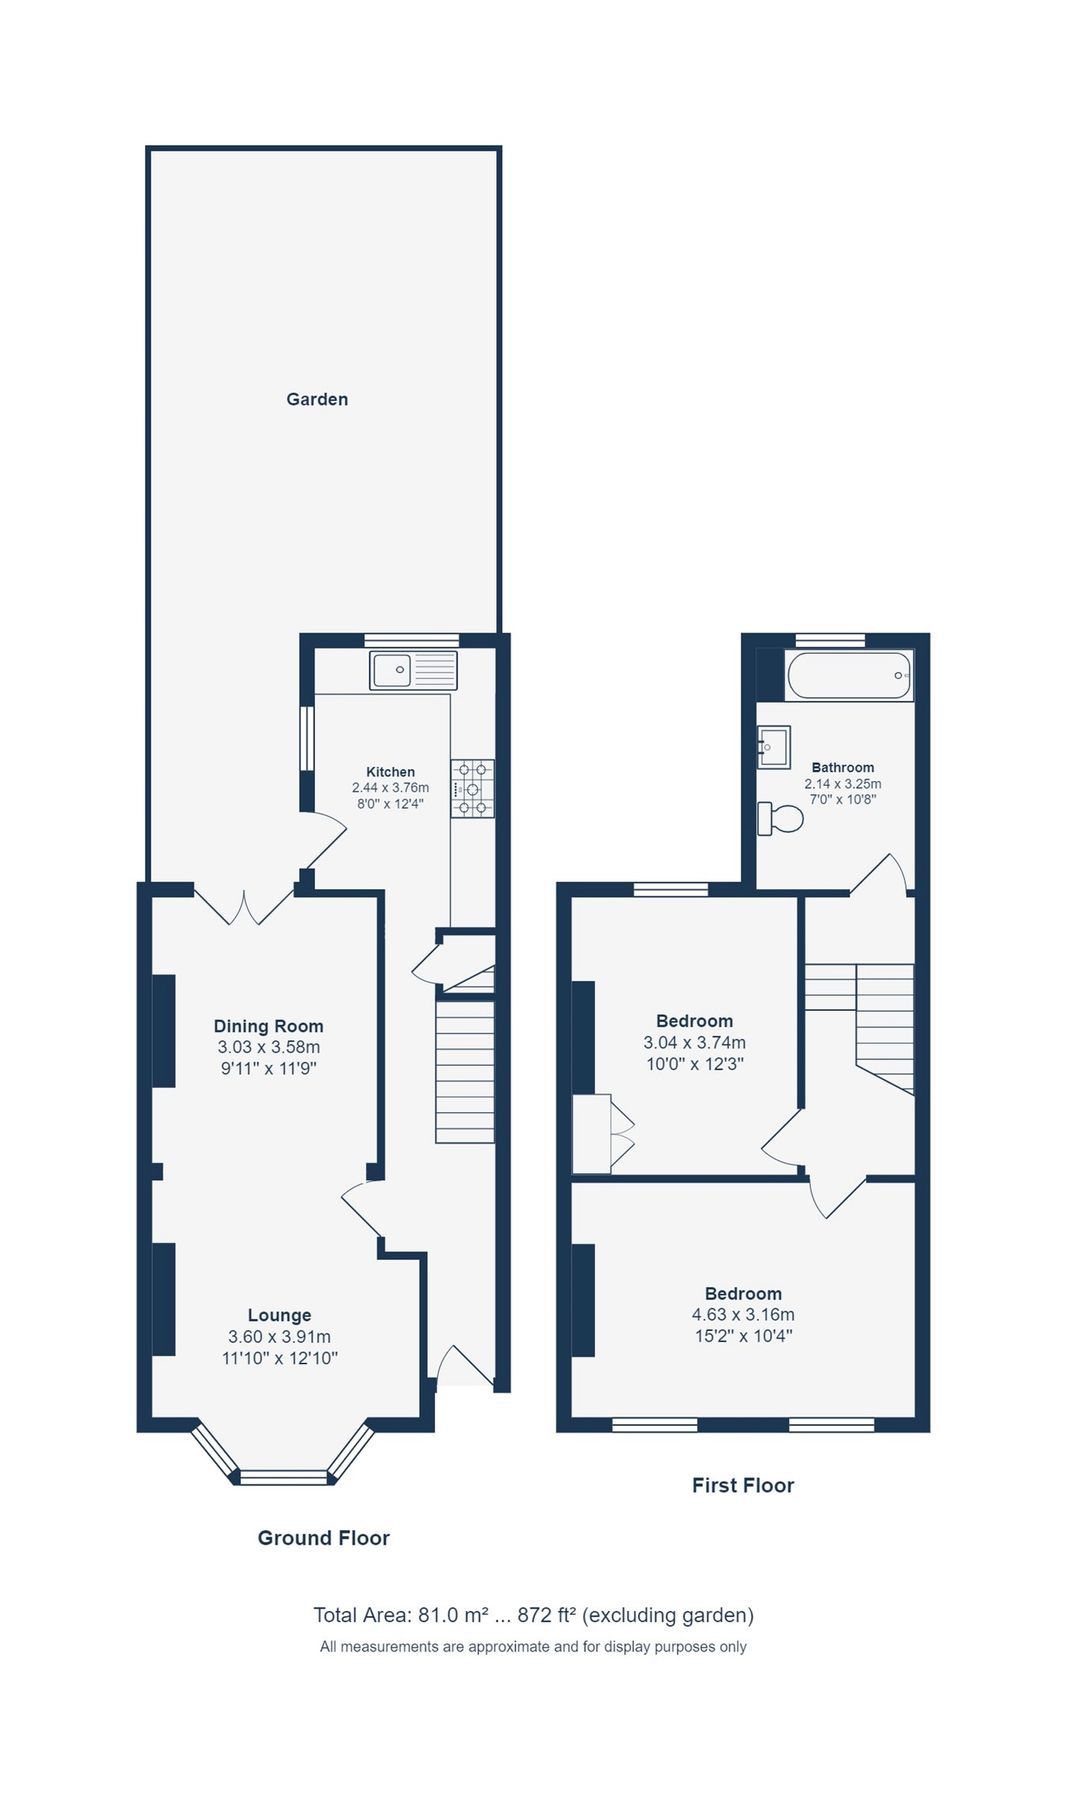 Garden
Kitchen
2.44 x 3.76m
8'0" x 12'4"
Dining Room
3.03 x 3.58m
9'11" x 11'9"
Lounge
3.60 x 3.91m
11'10" x 12'10"
Ground Floor
Bathroom
2.14 x 3.25m
7'0" x 10'8"
Bedroom
3.04 x 3.74m
10'0" x 12'3"
Bedroom
4.63 x 3.16m
15'2" x 10'4"
First Floor
Total Area: 81.0 m² ... 872 ft² (excluding garden)
All measurements are approximate and for display purposes only